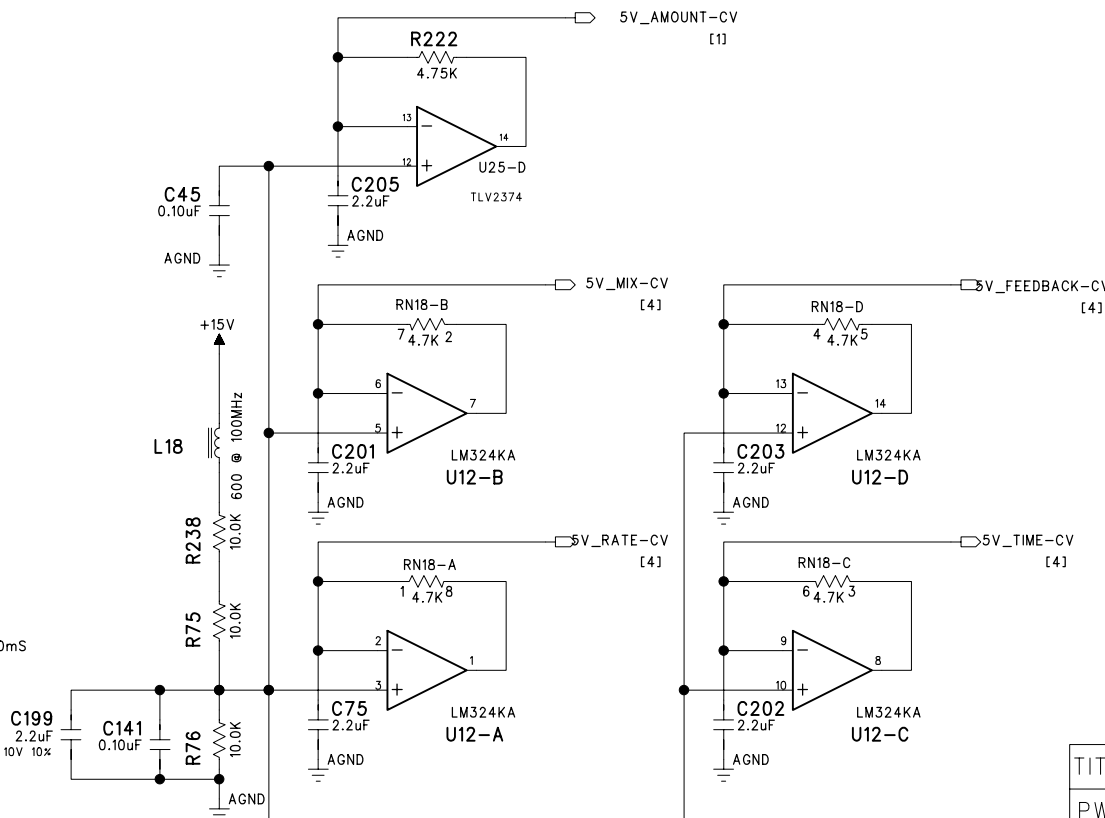 5V_AMOUNT-CV
[1]
R222
4.75K
13
14
12
U25-D
TLV2374
C45
0.10uF
AGND
C205
2.2uF
AGND
5V_MIX-CV
[4]
RN18-B
7 4.7K 2
6
7
5
LM324KA
U12-B
C201
2.2uF
AGND
5V_FEEDBACK-CV
[4]
RN18-D
4 4.7K 5
13
14
12
LM324KA
U12-D
C203
2.2uF
AGND
+15V
L18
600 @ 100MHz
R238
10.0K
R75
10.0K
5V_RATE-CV
[4]
RN18-A
1 4.7K 8
2
1
3
LM324KA
U12-A
C75
2.2uF
AGND
5V_TIME-CV
[4]
RN18-C
6 4.7K 3
9
8
10
LM324KA
U12-C
C202
2.2uF
AGND
0mS
C199
2.2uF
10V 10%
C141
0.10uF
R76
10.0K
AGND
TIT
PW